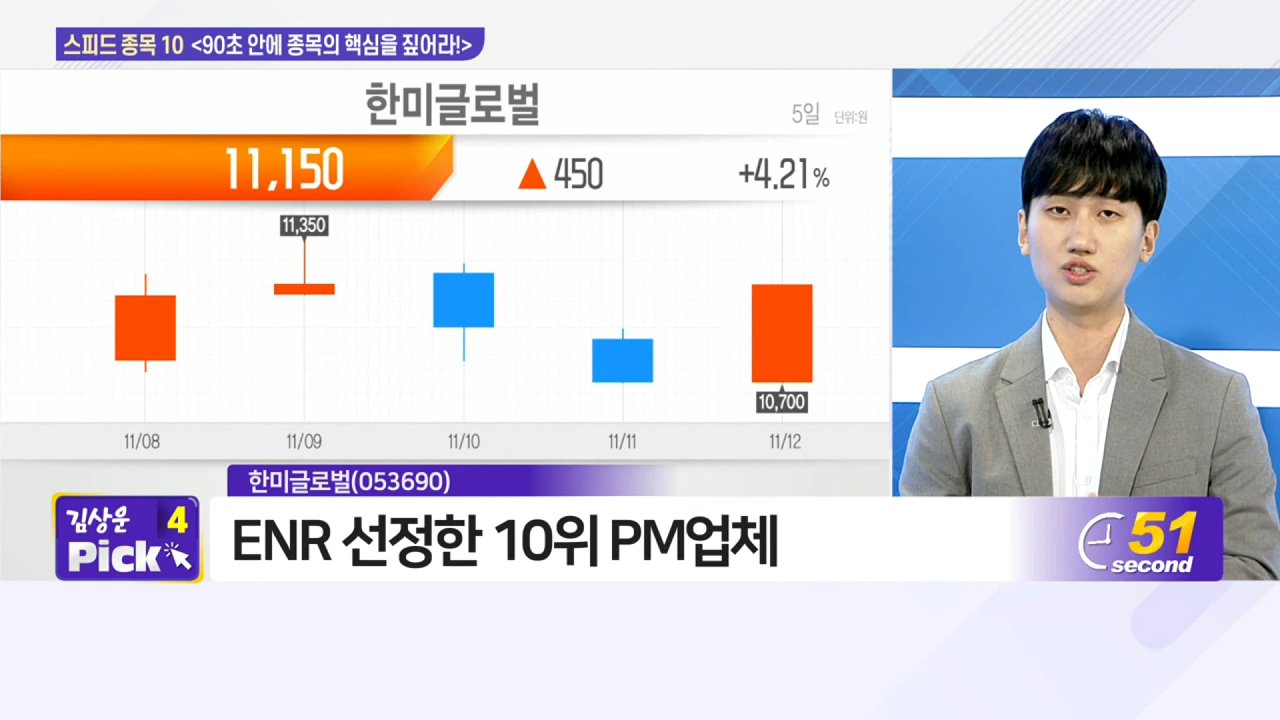 스피드 종목 10 <90초 안에 종목의 핵심을 짚어라!>
한미글로벌
5일 단위:원
11,150 ▲ 450 +4.21%
11,350
10,700
11/08 11/09 11/10 11/11 11/12
한미글로벌(053690)
김상운 4
Pick
ENR 선정한 10위 PM업체
51
second